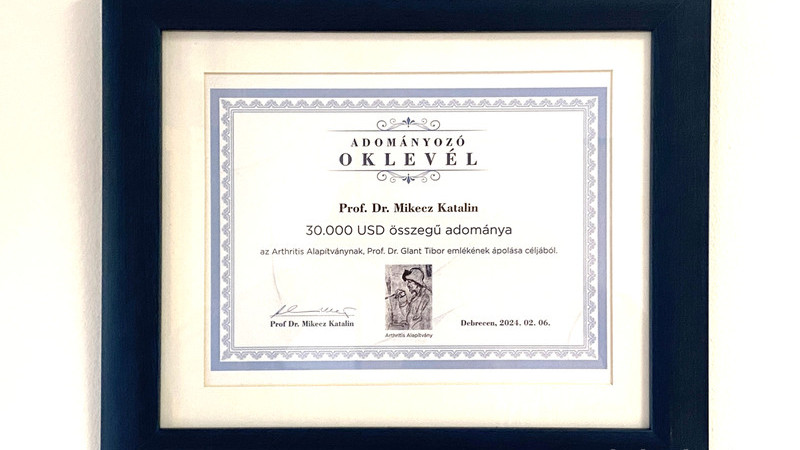 ADOMÁNYOZÓ
OKLEVÉL
Prof. Dr. Mikecz Katalin
30.000 USD összegű adománya
az Arthritis Alapítványnak, Prof. Dr. Glant Tibor emlékének ápolása céljából.
Prof Dr. Mikecz Katalin
Arthritis Alapítvány
Debrecen, 2024. 02. 06.